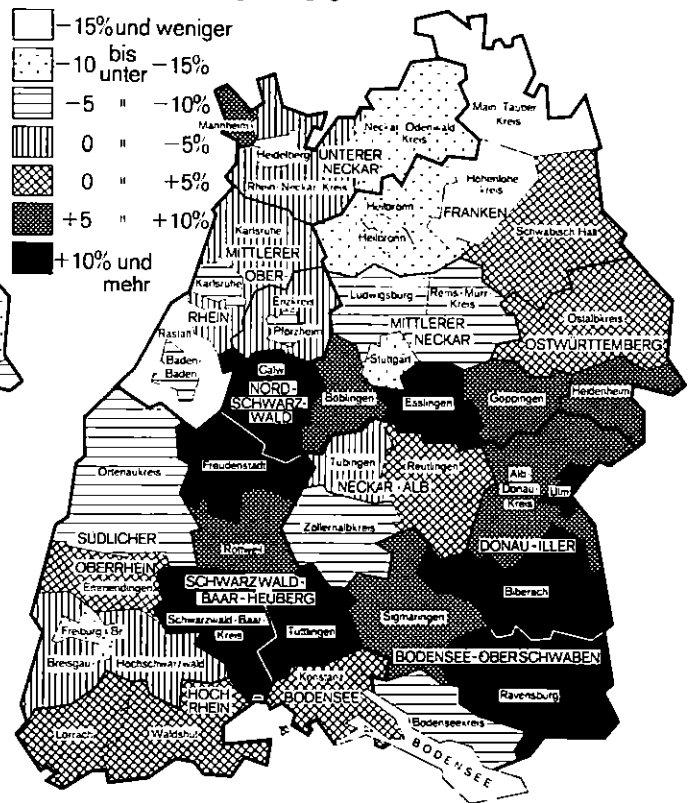 -15% und weniger
-10 bis unter -15%
-5 " -10%
0 " -5%
0 " +5%
+5 " +10%
+10% und mehr
Main-Tauber
Kreis
Mannheim
Neckar-Odenwald
Kreis
Heidelberg
UNTERER
NECKAR
Rhein-Neckar-Kreis
Hohenlohe
kreis
Heilbronn
FRANKEN
Schwäbisch Hall
Karlsruhe
MITTLERER
OBER-
Heilbronn
Karlsruhe
Enzkreis
Ludwigsburg
Rems-Murr
Kreis
RHEIN
Pforzheim
MITTLERER
NECKAR
Ostalbkreis
OSTWÜRTTEMBERG
Rastatt
Baden-
Baden
Stuttgart
Calw
NORD-
SCHWARZ-
WALD
Böblingen
Esslingen
Göppingen
Heidenheim
Ortenaukreis
Freudenstadt
Tübingen
Reutlingen
NECKAR-ALB
Alb
Donau-
Kreis
Ulm
Zollernalbkreis
SÜDLICHER
OBERRHEIN
Rottweil
DONAU-ILLER
Emmendingen
SCHWARZWALD-
BAAR-HEUBERG
Biberach
Sigmaringen
Freiburg i Br
Schwarzwald-Baar-
Kreis
Tuttlingen
Breisgau-
Hochschwarzwald
BODENSEE-OBERSCHWABEN
HOCH
RHEIN
-
Konstanz
BODENSEE
Ravensburg
Lörrach
Waldshut
Bodenseekreis
BODENSEE